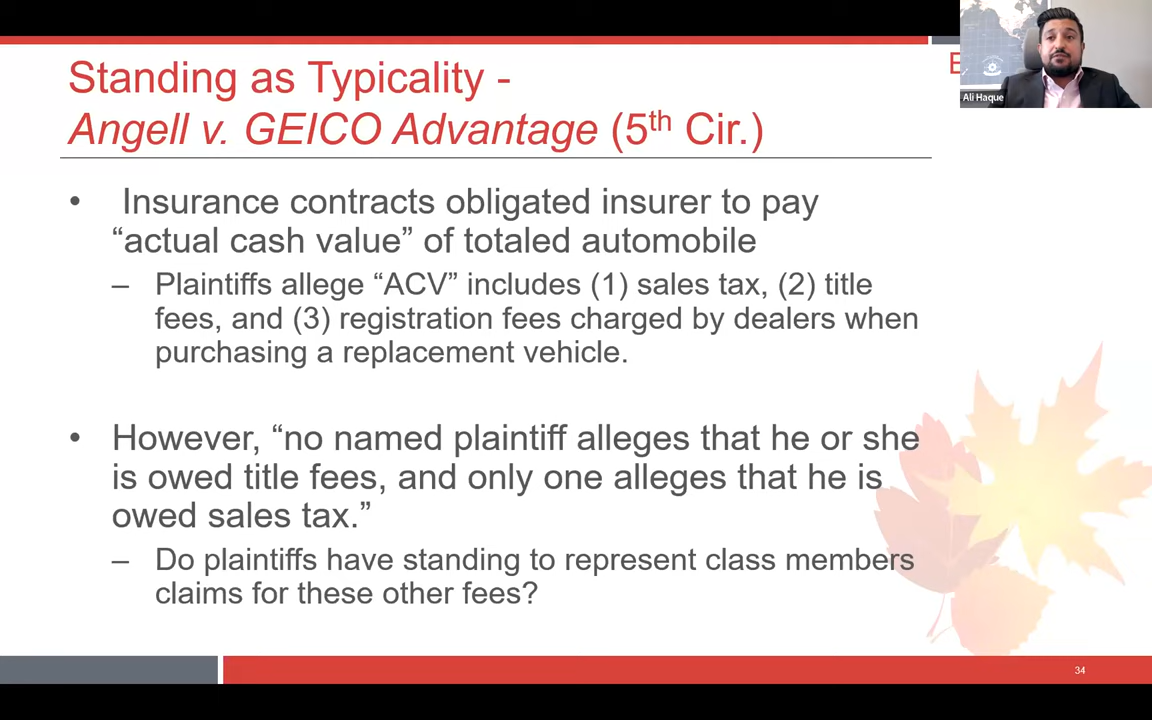 Standing as Typicality -
Angell v. GEICO Advantage (5th Cir.)
E
Ali Haque
• Insurance contracts obligated insurer to pay
“actual cash value” of totaled automobile
– Plaintiffs allege “ACV” includes (1) sales tax, (2) title
fees, and (3) registration fees charged by dealers when
purchasing a replacement vehicle.
• However, “no named plaintiff alleges that he or she
is owed title fees, and only one alleges that he is
owed sales tax.”
– Do plaintiffs have standing to represent class members
claims for these other fees?
34